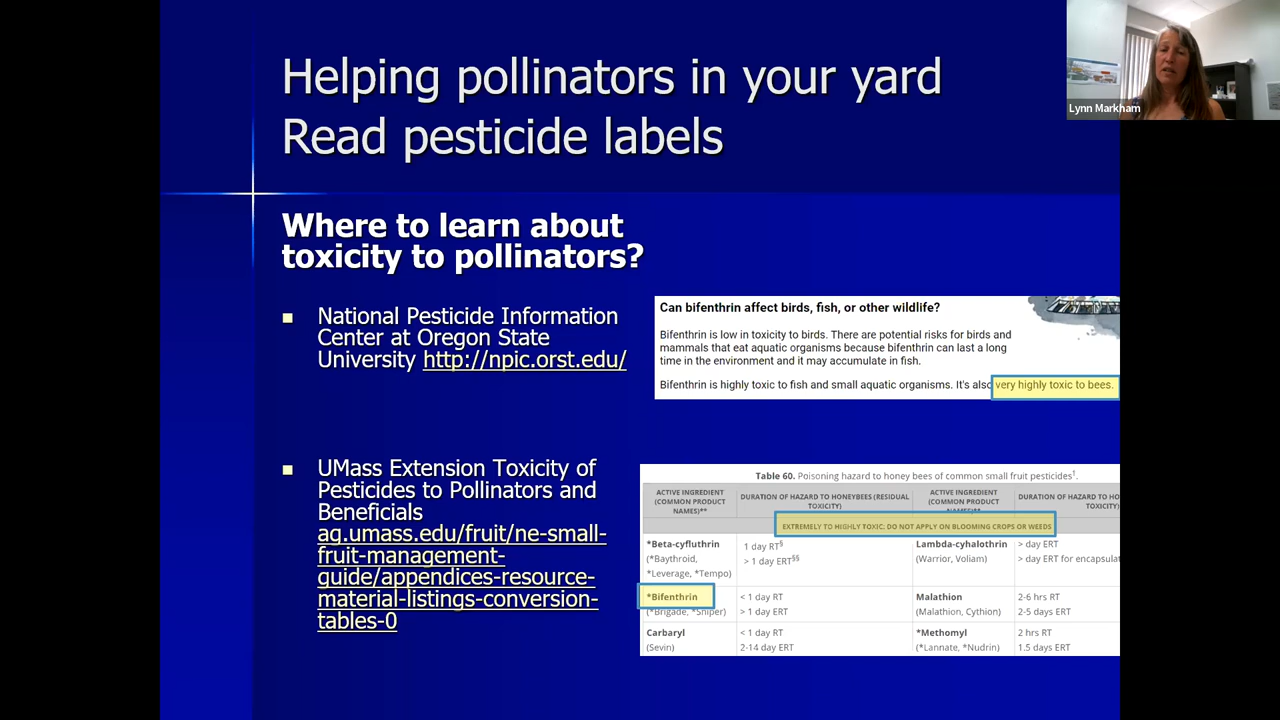 Helping pollinators in your yard
Read pesticide labels
Lynn Markham
Where to learn about
toxicity to pollinators?
National Pesticide Information
Center at Oregon State
University http://npic.orst.edu/
Can bifenthrin affect birds, fish, or other wildlife?
Bifenthrin is low in toxicity to birds. There are potential risks for birds and
mammals that eat aquatic organisms because bifenthrin can last a long
time in the environment and it may accumulate in fish.
Bifenthrin is highly toxic to fish and small aquatic organisms. It's also very highly toxic to bees.
UMass Extension Toxicity of
Pesticides to Pollinators and
Beneficials
ag.umass.edu/fruit/ne-small-
fruit-management-
guide/appendices-resource-
material-listings-conversion-
tables-0
Table 60. Poisoning hazard to honey bees of common small fruit pesticides1.
ACTIVE INGREDIENT
(COMMON PRODUCT
NAMES)**
DURATION OF HAZARD TO HONEYBEES (RESIDUAL
TOXICITY)
ACTIVE INGREDIENT
(COMMON PRODUCT
NAMES)**
DURATION OF HAZARD TO HO
TOXICITY)
EXTREMELY TO HIGHLY TOXIC: DO NOT APPLY ON BLOOMING CROPS OR WEEDS
*Beta-cyfluthrin
(*Baythroid,
*Leverage, *Tempo)
1 day RT§
> 1 day ERT§§
Lambda-cyhalothrin
(Warrior, Voliam)
> day ERT
> day ERT for encapsulat
*Bifenthrin
(*Brigade, *Sniper)
< 1 day RT
> 1 day ERT
Malathion
(Malathion, Cythion)
2-6 hrs RT
2-5 days ERT
Carbaryl
(Sevin)
< 1 day RT
2-14 day ERT
*Methomyl
(*Lannate, *Nudrin)
2 hrs RT
1.5 days ERT